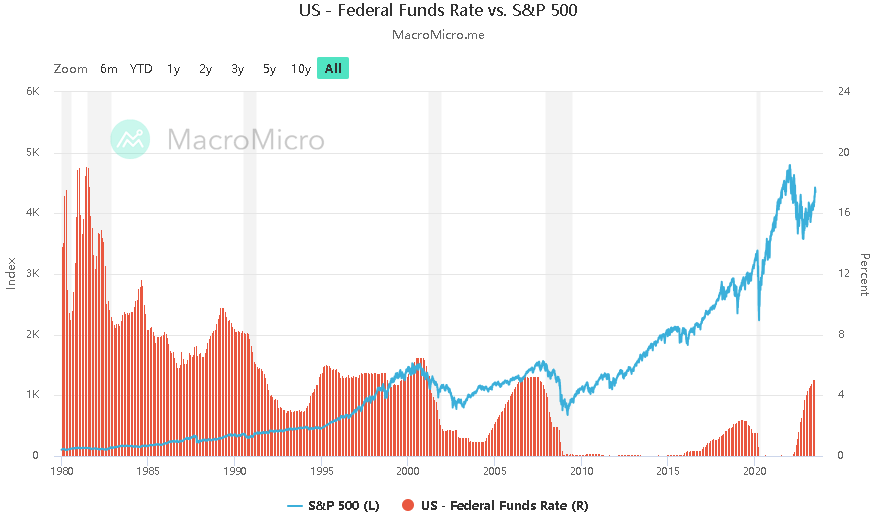 US - Federal Funds Rate vs. S&P 500
MacroMicro.me
Zoom 6m YTD 1y 2y 3y 5y 10y All
6K 24
5K 20
MacroMicro
4K 16
3K 12
2K 8
1K 4
0 0
Index
Percent
1980 1985 1990 1995 2000 2005 2010 2015 2020
S&P 500 (L) US - Federal Funds Rate (R)